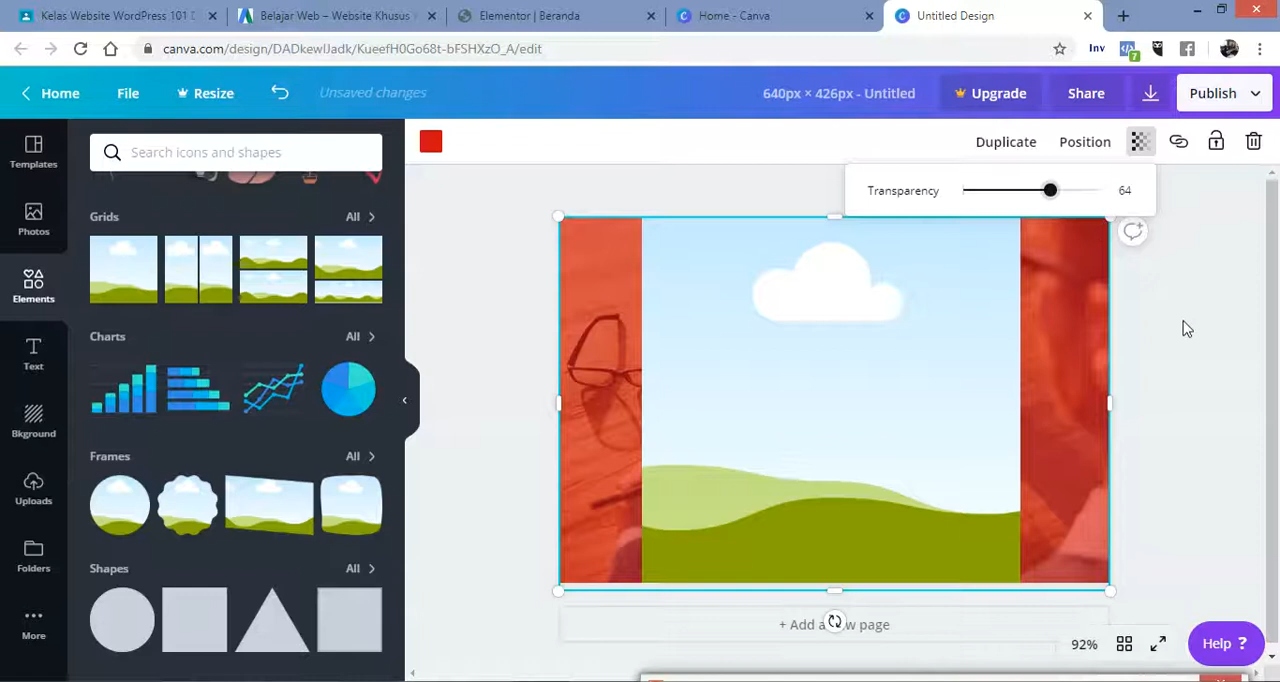 Kelas Website WordPress 101 D
Belajar Web – Website Khusus
Elementor | Beranda
Home - Canva
Untitled Design
canva.com/design/DADkewlJadk/KueefH0Go68t-bFSHXzO_A/edit
Inv
7
Home
File
Resize
Unsaved changes
640px × 426px - Untitled
Upgrade
Share
Publish
Templates
Photos
Elements
Text
Bkground
Uploads
Folders
More
Search icons and shapes
Grids
All
Charts
All
Frames
All
Shapes
All
Duplicate
Position
Transparency
64
+ Add a new page
92%
Help ?